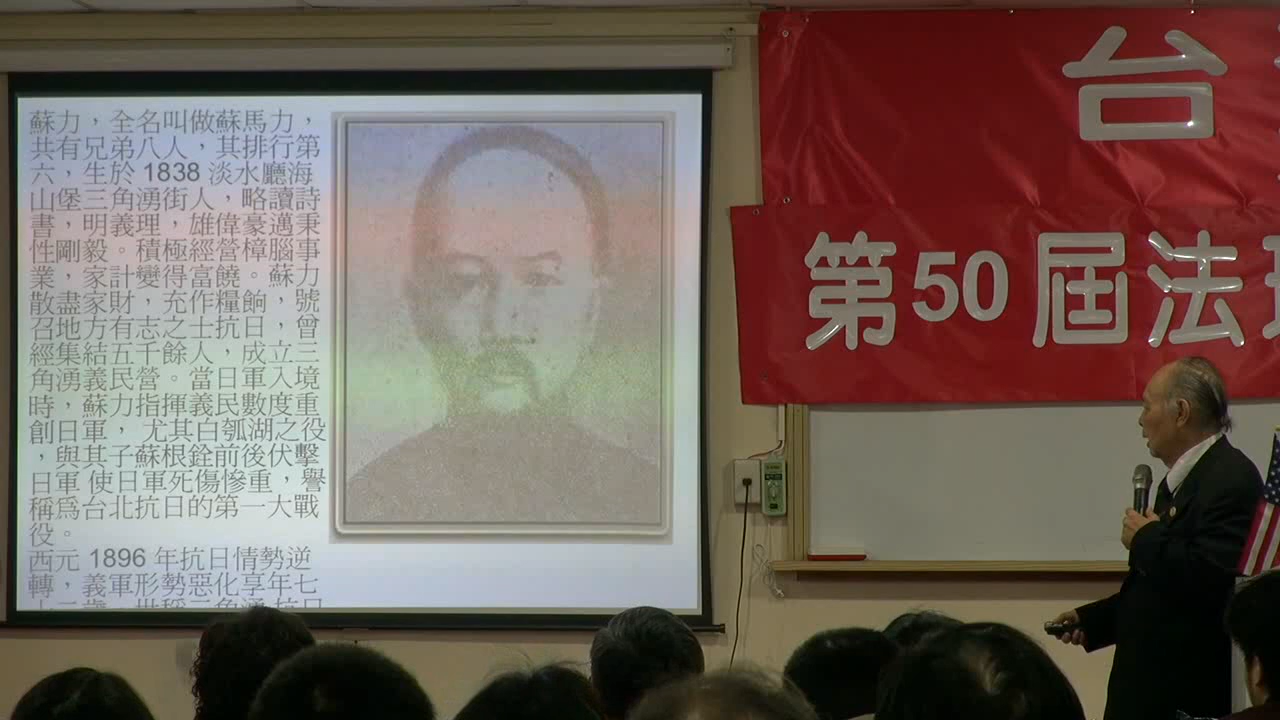 蘇力，全名叫做蘇馬力，
共有兄弟八人，其排行第
六，生於 1838 淡水廳海
山堡三角湧街人，略讀詩
書，明義理，雄偉豪邁秉
性剛毅。積極經營樟腦事
業，家計變得富饒。蘇力
散盡家財，充作糧餉，號
召地方有志之士抗日，曾
經集結五千餘人，成立三
角湧義民營。當日軍入境
時，蘇力指揮義民數度重
創日軍， 尤其白瓠湖之役
，與其子蘇根銓前後伏擊
日軍 使日軍死傷慘重，譽
稱爲台北抗日的第一大戰
役。
西元 1896 年抗日情勢逆
轉，義軍形勢惡化享年七
台
第50屆法